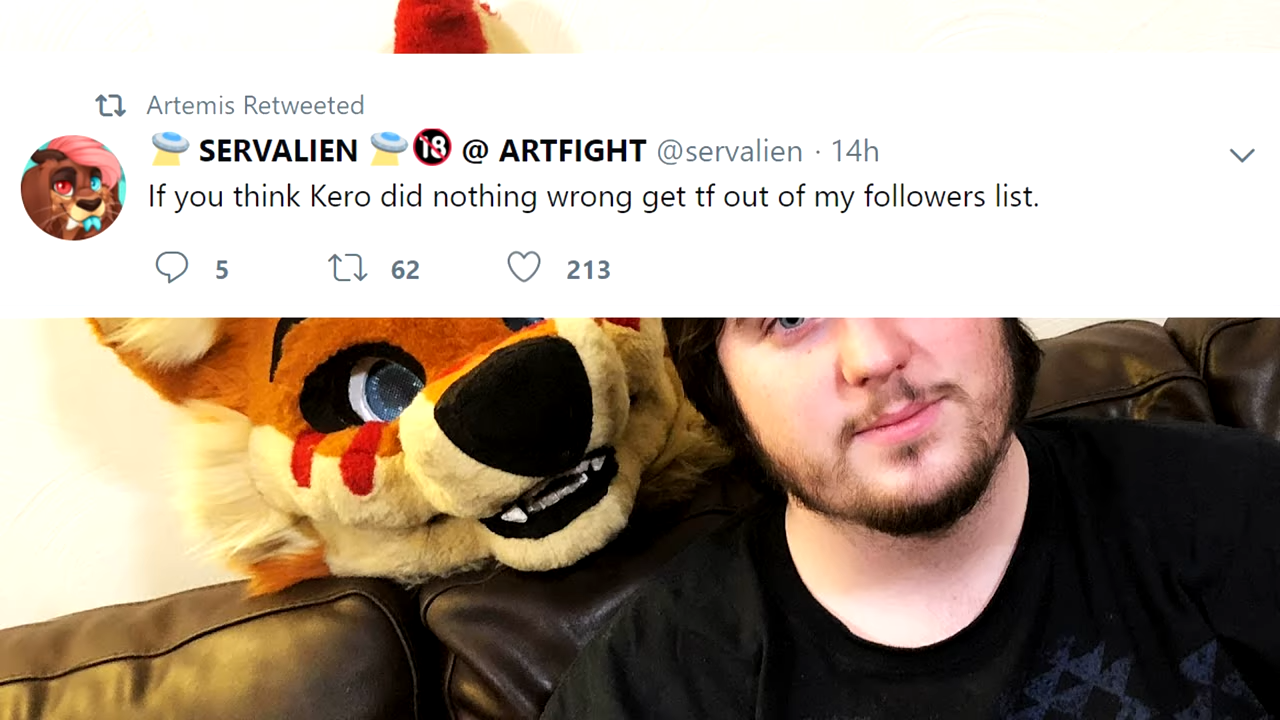 Artemis Retweeted
🛸 SERVALIEN 🛸🔞 @ ARTFIGHT @servalien · 14h
If you think Kero did nothing wrong get tf out of my followers list.
5 62 213